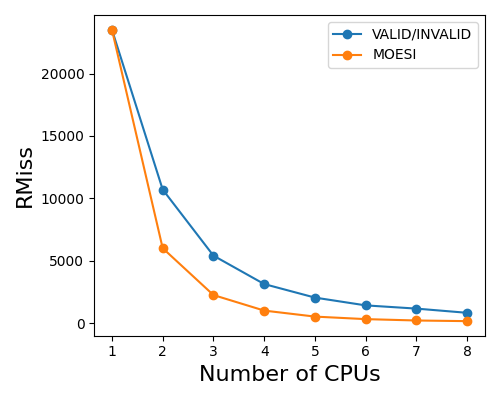 VALID/INVALID
MOESI
RMiss
20000
15000
10000
5000
0
1 2 3 4 5 6 7 8
Number of CPUs